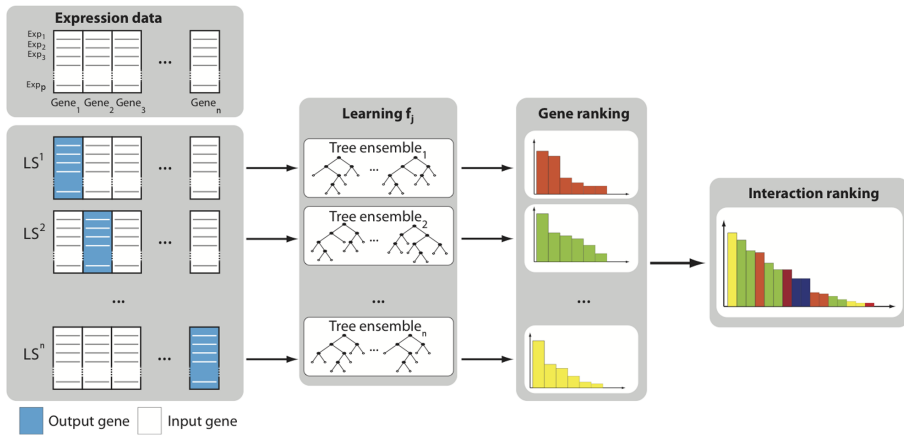 Expression data
Exp1
Exp2
Exp3
...
Expp
Gene1 Gene2 Gene3 Genen
Learning fj
Gene ranking
Interaction ranking
LS1
...
Tree ensemble1
...
LS2
...
Tree ensemble2
...
...
...
...
LSn
...
Tree ensemblen
...
Output gene
Input gene